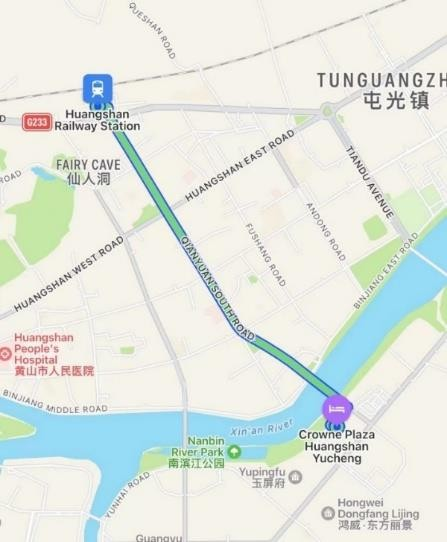 QUESHAN ROAD
TUNGUANGZH
屯光镇
G233
Huangshan
Railway Station
FAIRY CAVE
仙人洞
HUANGSHAN EAST ROAD
TIANDU AVENUE
ROAD
ANDONG ROAD
FUSHANG ROAD
HUANGSHAN WEST ROAD
QIANYUAN SOUTH ROAD
BINJIANG EAST ROAD
Huangshan
People's
Hospital
黄山市人民医院
BINJIANG MIDDLE ROAD
Xin'an River
Crowne Plaza
Huangshan
Yucheng
Nanbin
River Park
南滨江公园
Yupingfu
玉屏府
YUNHAI ROAD
Hongwei
Dongfang Lijing
鸿威·东方丽景
Guangyu